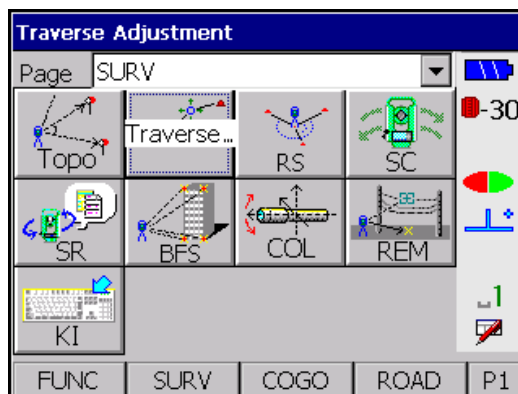 Traverse Adjustment
Page SURV
-30
Topo Traverse... RS SC
SR BFS COL REM
1
KI
FUNC SURV COGO ROAD P1